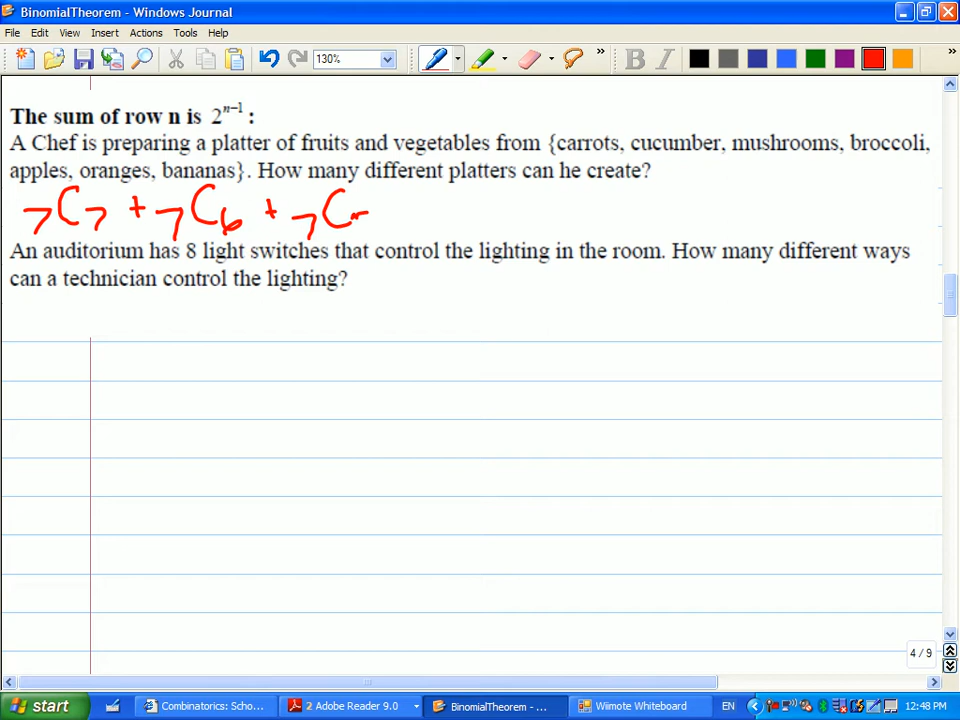 BinomialTheorem - Windows Journal
File Edit View Insert Actions Tools Help
130%
The sum of row n is 2^{n-1} :
A Chef is preparing a platter of fruits and vegetables from {carrots, cucumber, mushrooms, broccoli,
apples, oranges, bananas}. How many different platters can he create?
7C7 + 7C6 + 7C
An auditorium has 8 light switches that control the lighting in the room. How many different ways
can a technician control the lighting?
4 / 9
start Combinatorics: Scho... 2 Adobe Reader 9.0 BinomialTheorem - ... Wiimote Whiteboard EN 12:48 PM